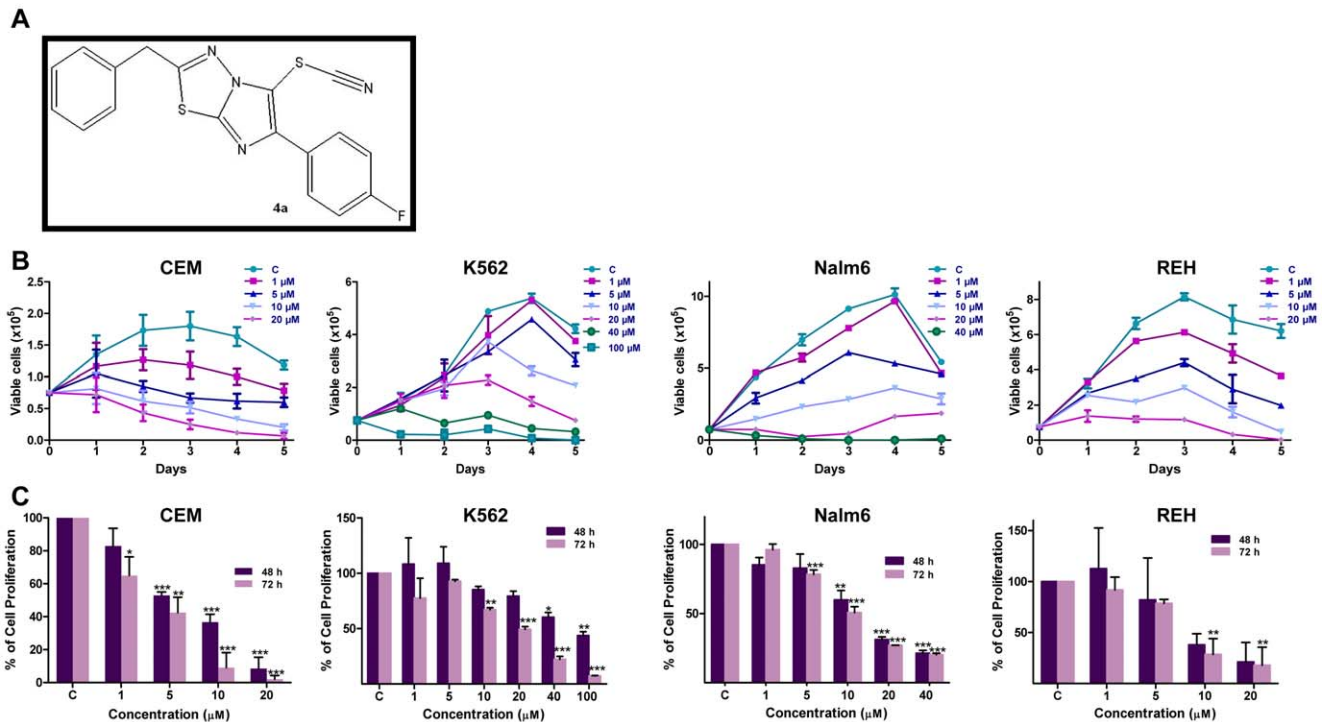 A
N
N
S
S
N
N
F
4a
B
CEM
C
1 µM
5 µM
10 µM
20 µM
2.5
2.0
1.5
1.0
0.5
0.0
Viable cells (x10⁵)
0 1 2 3 4 5
Days
K562
C
1 µM
5 µM
10 µM
20 µM
40 µM
100 µM
6
4
2
0
Viable cells (x10⁵)
0 1 2 3 4 5
Days
Nalm6
C
1 µM
5 µM
10 µM
20 µM
40 µM
10
5
0
Viable cells (x10⁵)
0 1 2 3 4 5
Days
REH
C
1 µM
5 µM
10 µM
20 µM
8
6
4
2
0
Viable cells (x10⁵)
0 1 2 3 4 5
Days
C
CEM
48 h
72 h
100
80
60
40
20
0
% of Cell Proliferation
* *** ** *** *** *** ***
C 1 5 10 20
Concentration (µM)
K562
48 h
72 h
150
100
50
% of Cell Proliferation
** *** * *** ** ***
C 1 5 10 20 40 100
Concentration (µM)
Nalm6
48 h
72 h
100
50
% of Cell Proliferation
*** ** *** *** *** *** ***
C 1 5 10 20 40
Concentration (µM)
REH
48 h
72 h
150
100
50
% of Cell Proliferation
** **
C 1 5 10 20
Concentration (µM)